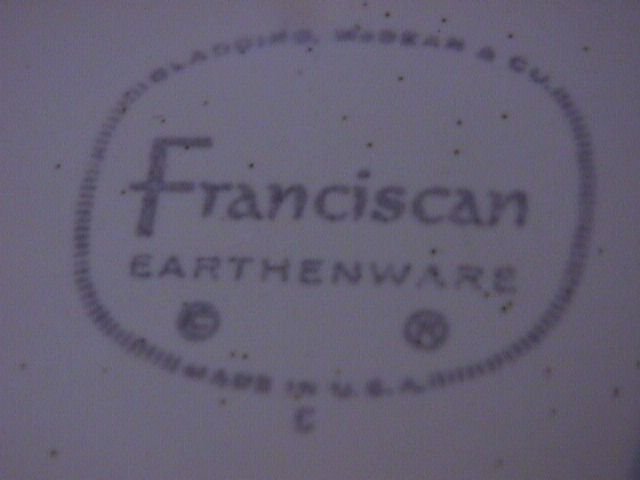 GLADDING, McBEAN & CO.
Franciscan
EARTHENWARE
© ®
MADE IN U.S.A.
E